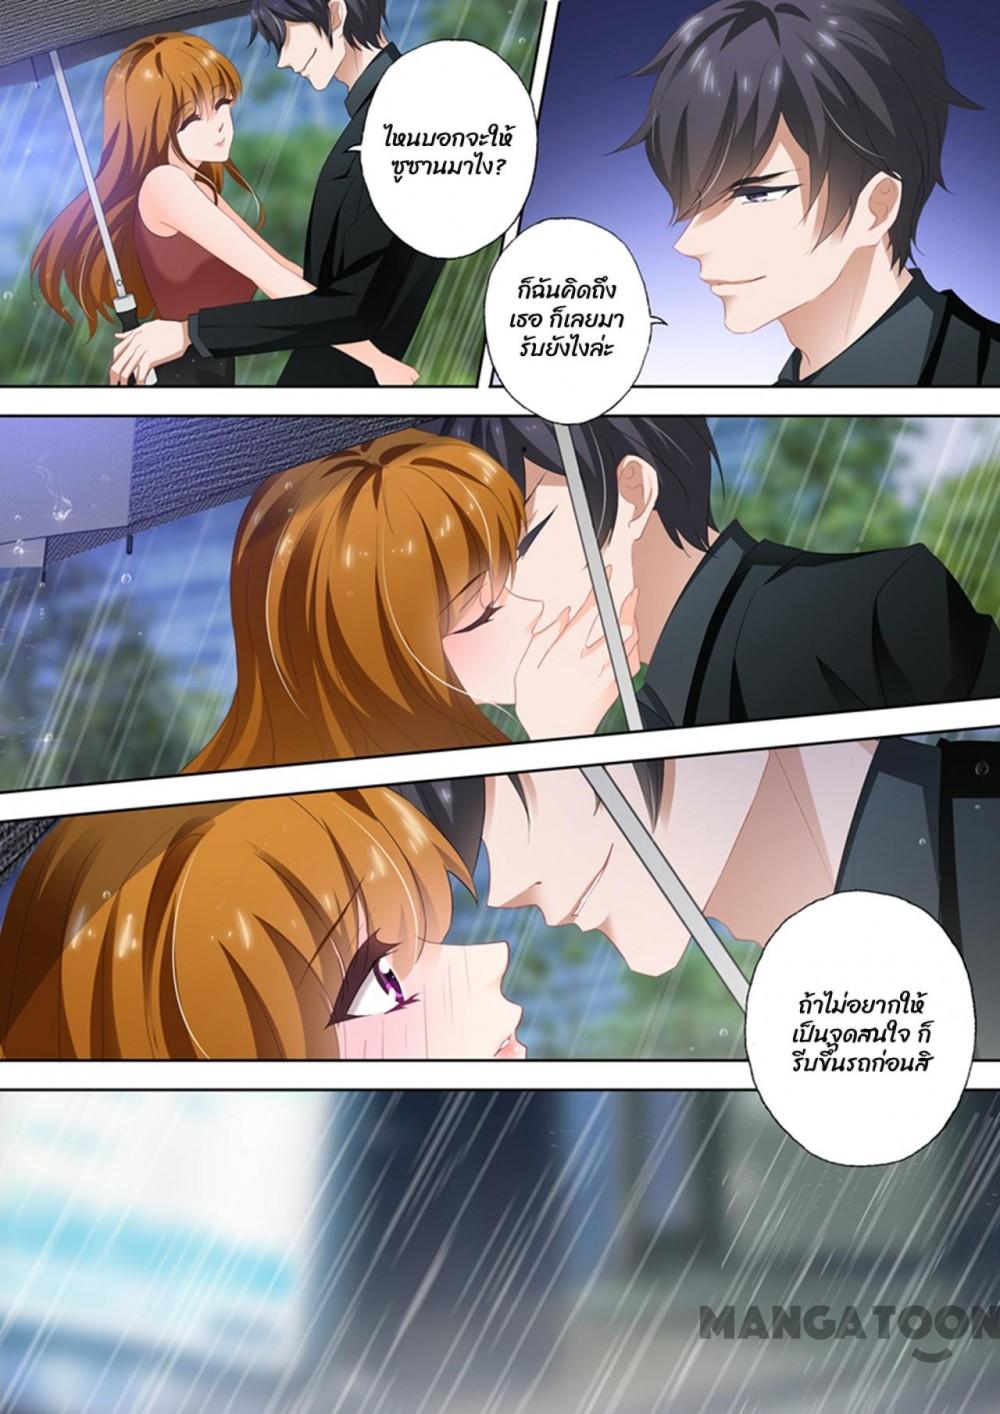 ไหนบอกจะให้
ซูซานมาไง?
ก็ฉันคิดถึง
เธอ ก็เลยมา
รับยังไงล่ะ
ถ้าไม่อยากให้
เป็นจุดสนใจ ก็
รีบขึ้นรถก่อนสิ
MANGATOON